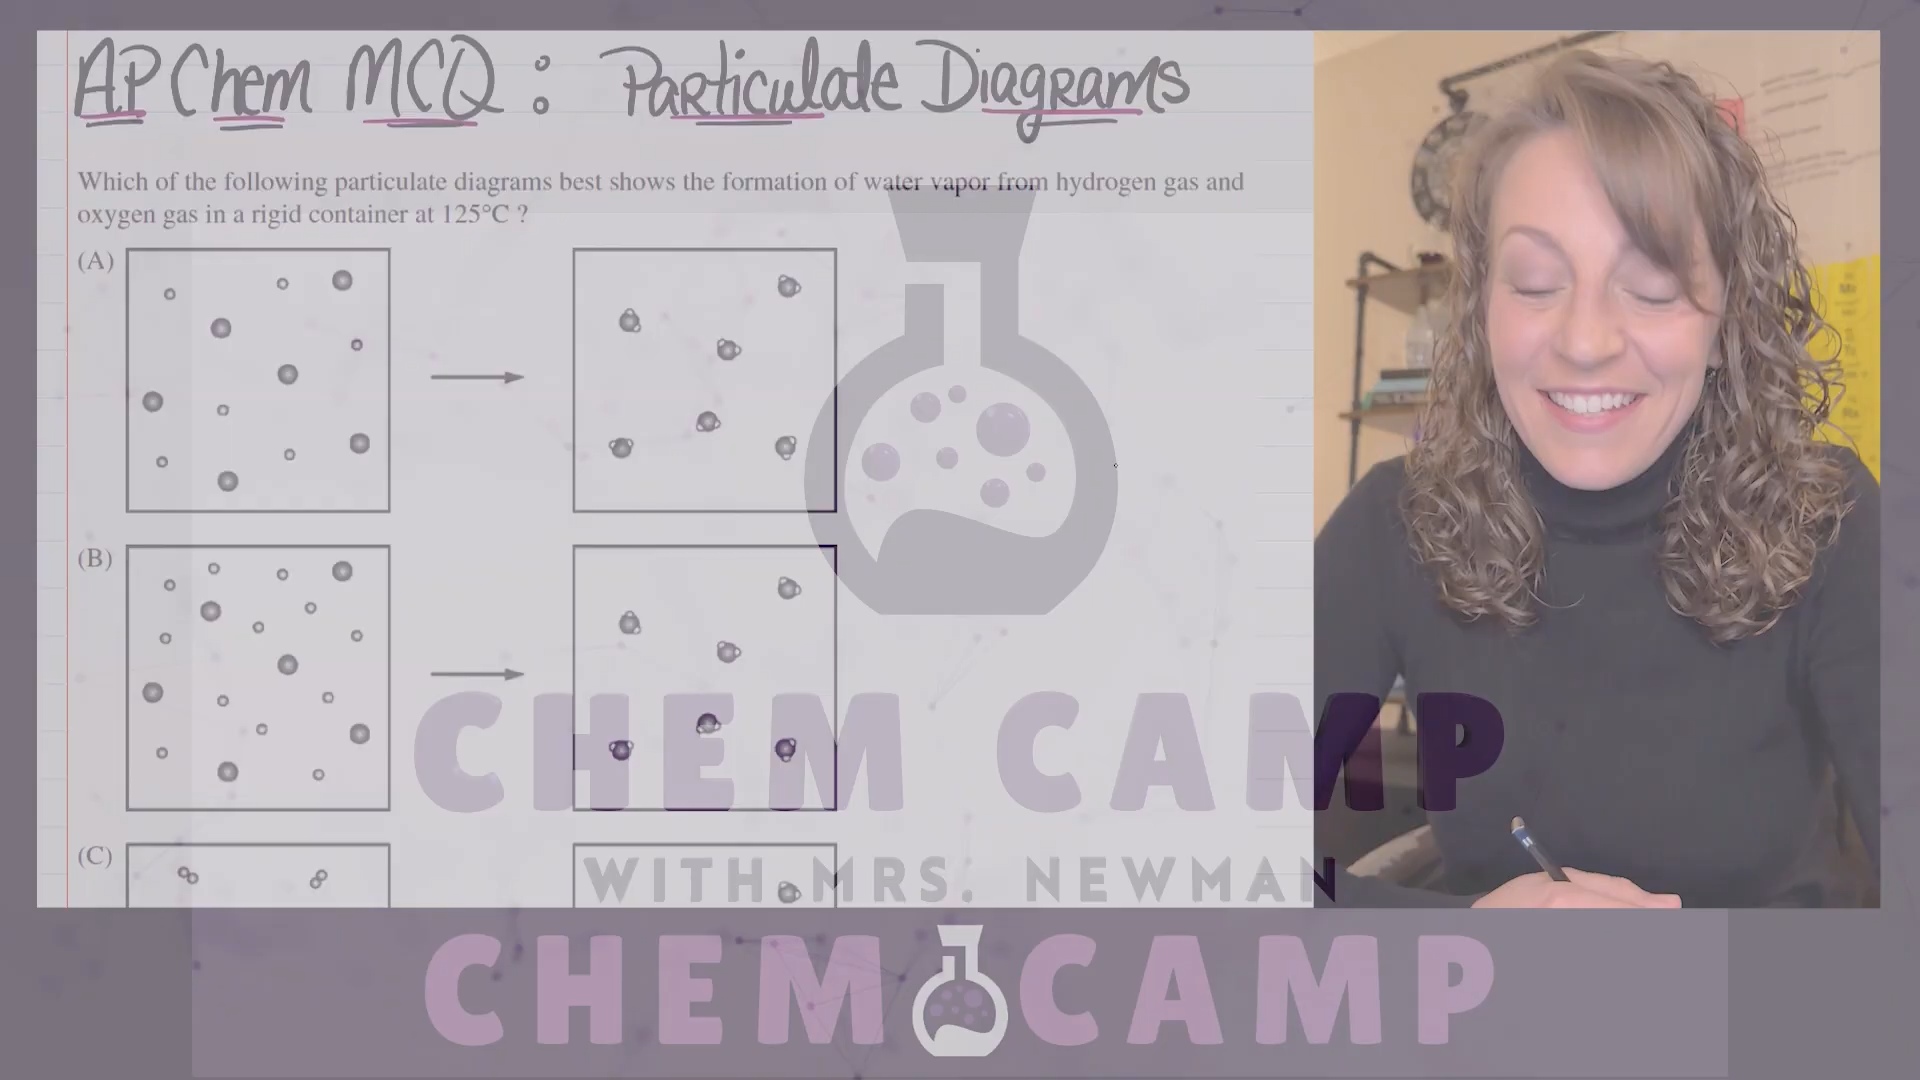 AP Chem MCQ : Particulate Diagrams
Which of the following particulate diagrams best shows the formation of water vapor from hydrogen gas and
oxygen gas in a rigid container at 125°C ?
(A)
(B)
(C)
CHEM CAMP
WITH MRS. NEWMAN
CHEM CAMP